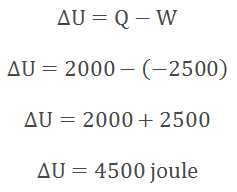 ΔU = Q − W
ΔU = 2000 − (−2500)
ΔU = 2000 + 2500
ΔU = 4500 joule